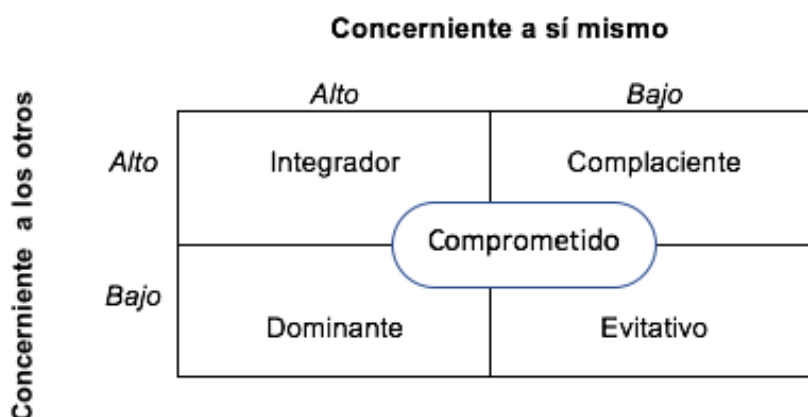 Concerniente a sí mismo
Alto Bajo
Concerniente a los otros
Alto Integrador Complaciente
Comprometido
Bajo
Dominante Evitativo